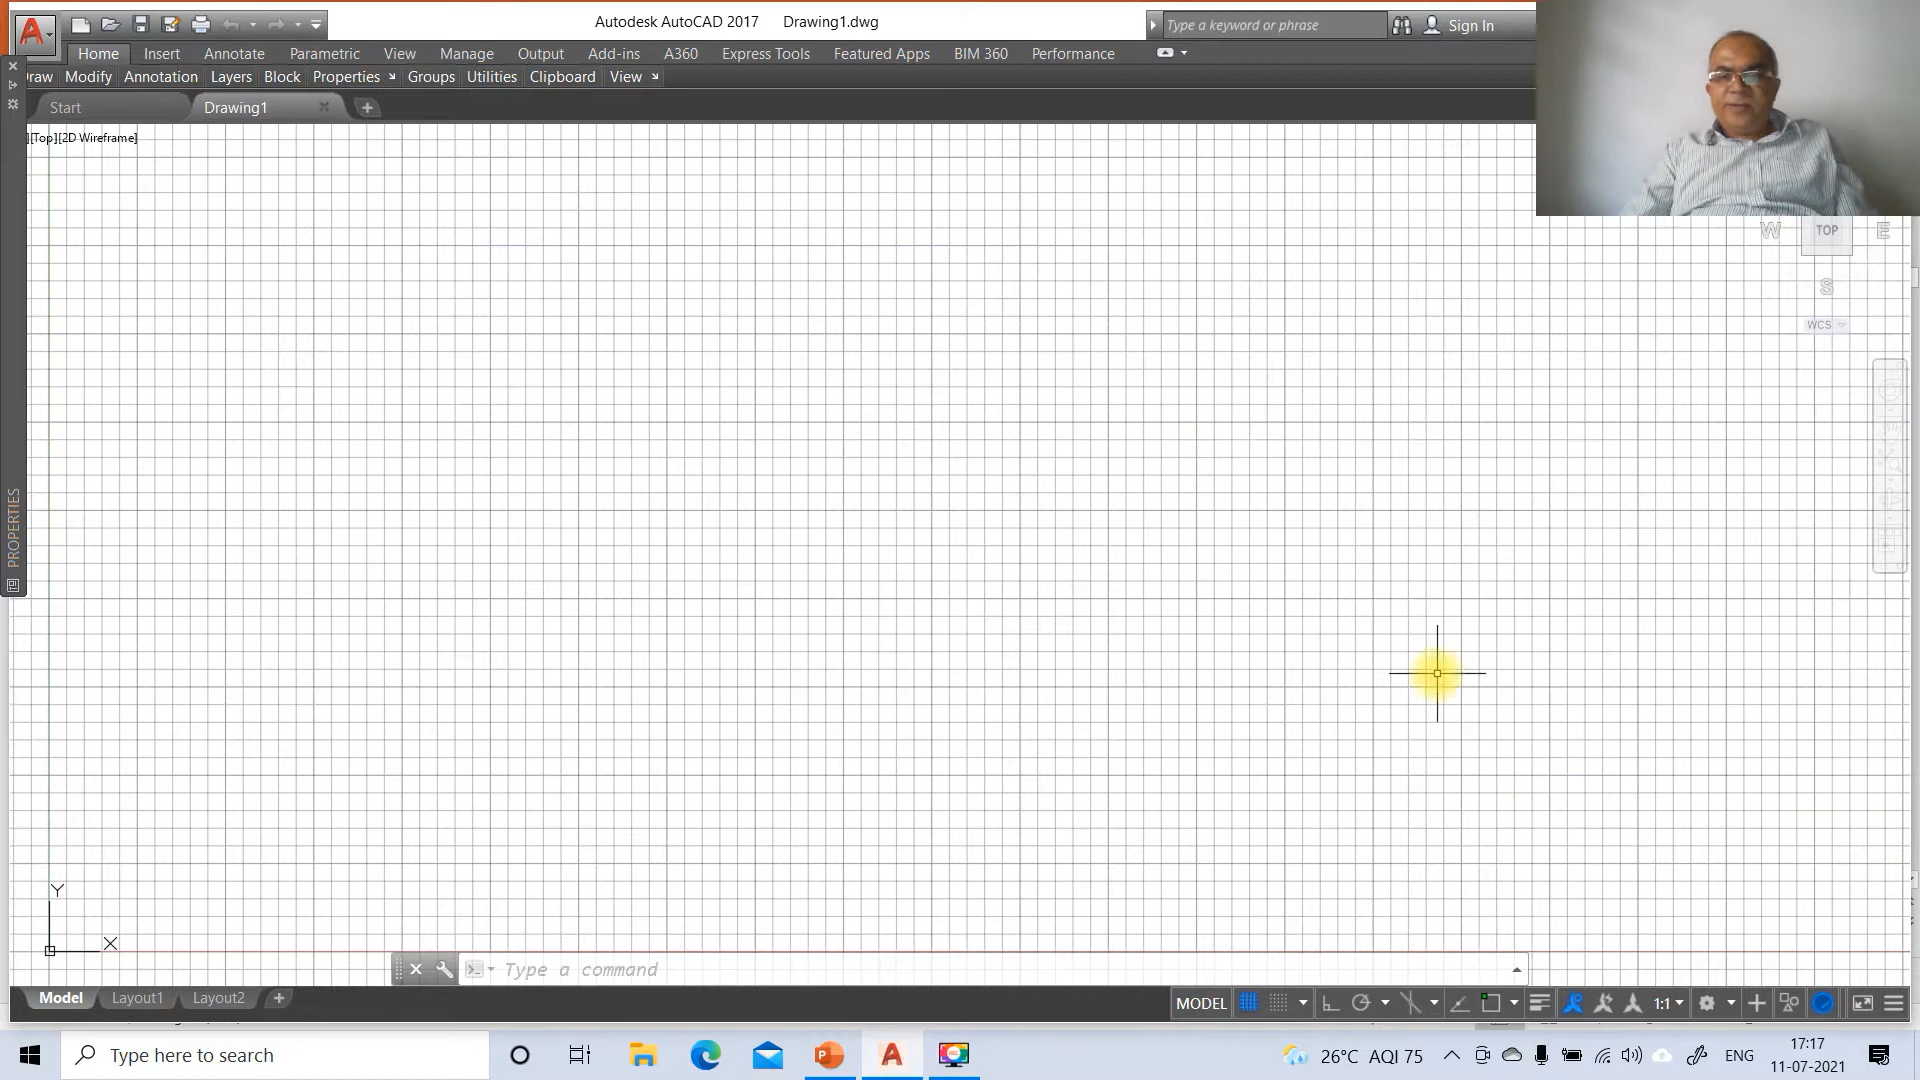 Autodesk AutoCAD 2017 Drawing1.dwg
Type a keyword or phrase
Sign In
Home Insert Annotate Parametric View Manage Output Add-ins A360 Express Tools Featured Apps BIM 360 Performance
raw Modify Annotation Layers Block Properties Groups Utilities Clipboard View
Start Drawing1
][Top][2D Wireframe]
W TOP E
S
WCS
PROPERTIES
Y
X
Type a command
Model Layout1 Layout2
MODEL 1:1
Type here to search
26°C AQI 75
ENG
17:17
11-07-2021